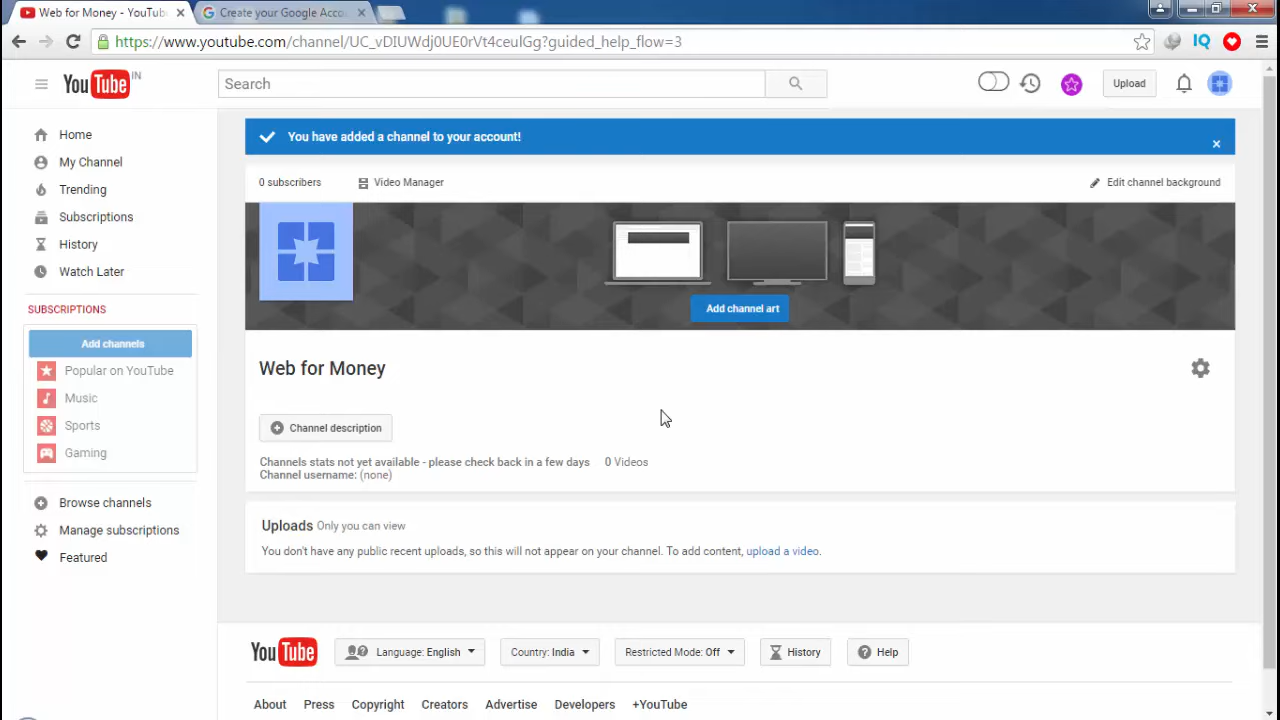 Web for Money - YouTub
Create your Google Acco
https://www.youtube.com/channel/UC_vDIUWdj0UE0rVt4ceulGg?guided_help_flow=3
IQ
YouTube IN
Search
Upload
Home
My Channel
Trending
Subscriptions
History
Watch Later
SUBSCRIPTIONS
Add channels
Popular on YouTube
Music
Sports
Gaming
Browse channels
Manage subscriptions
Featured
You have added a channel to your account!
0 subscribers
Video Manager
Edit channel background
Add channel art
Web for Money
Channel description
Channels stats not yet available - please check back in a few days 0 Videos
Channel username: (none)
Uploads Only you can view
You don't have any public recent uploads, so this will not appear on your channel. To add content, upload a video.
YouTube
Language: English
Country: India
Restricted Mode: Off
History
Help
About Press Copyright Creators Advertise Developers +YouTube